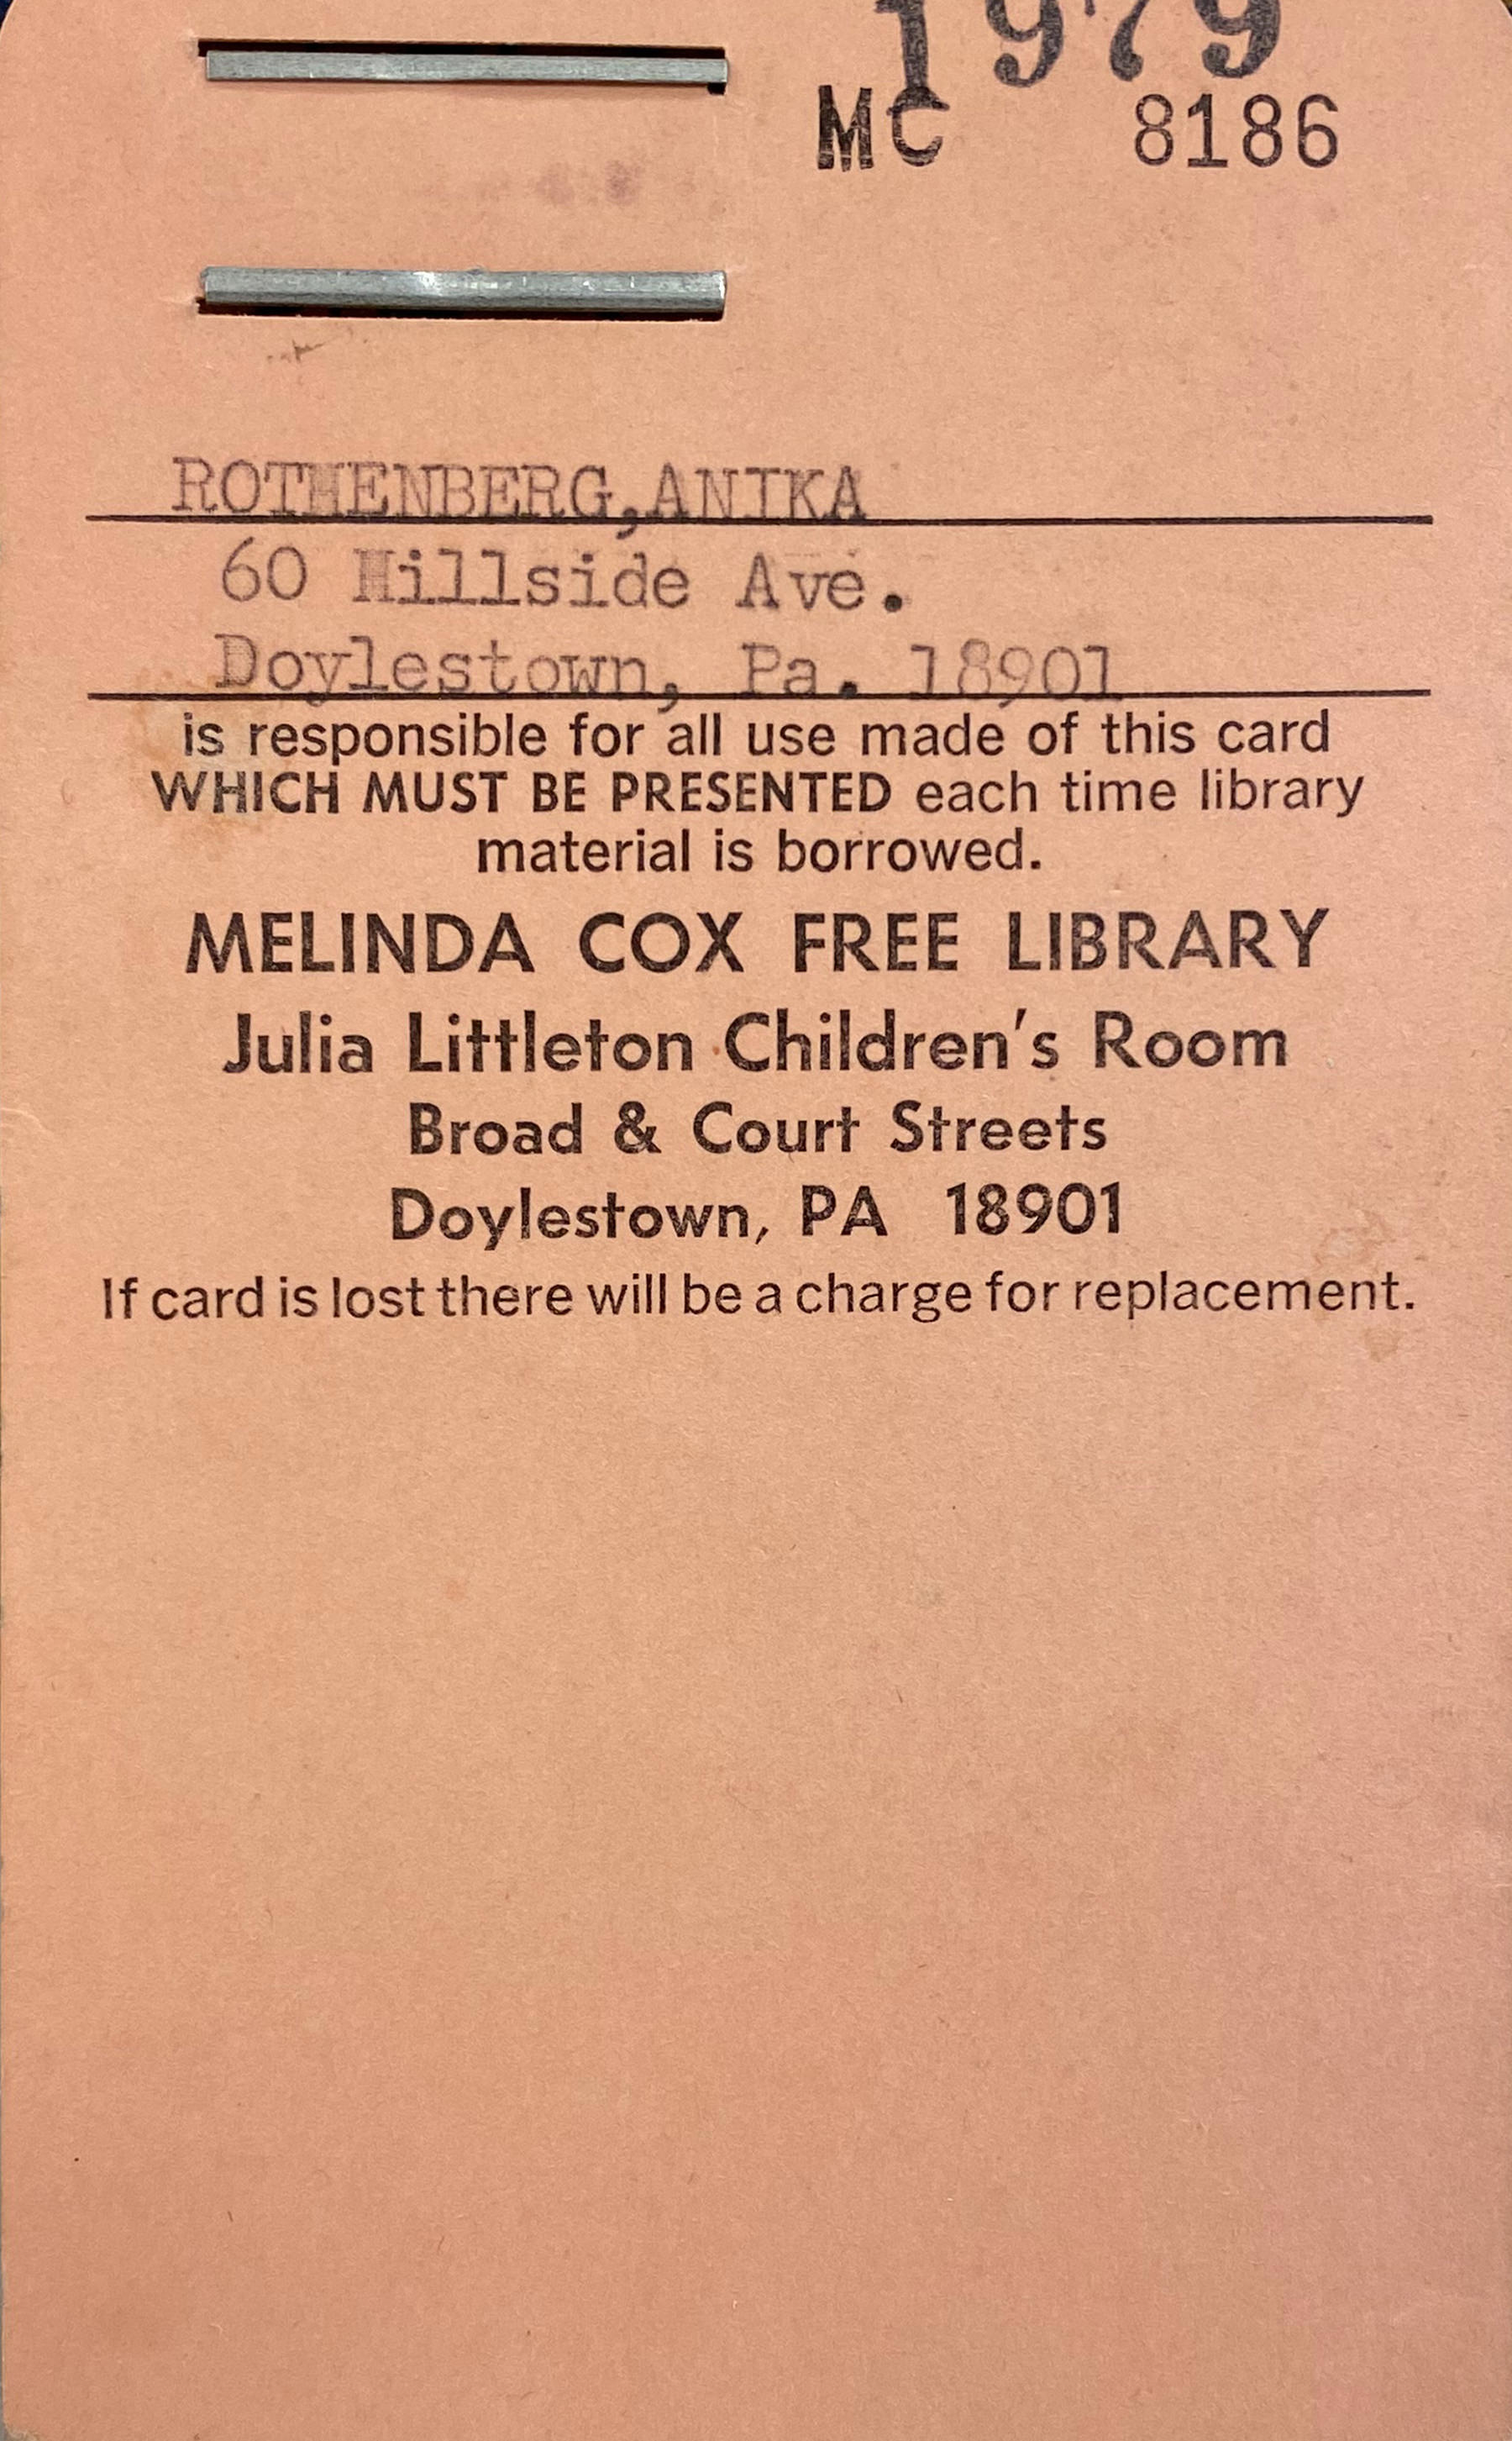 1979
MC 8186
ROTHENBERG,ANIKA
60 Hillside Ave.
Doylestown, Pa. 18901
is responsible for all use made of this card
WHICH MUST BE PRESENTED each time library
material is borrowed.
MELINDA COX FREE LIBRARY
Julia Littleton Children's Room
Broad & Court Streets
Doylestown, PA 18901
If card is lost there will be a charge for replacement.